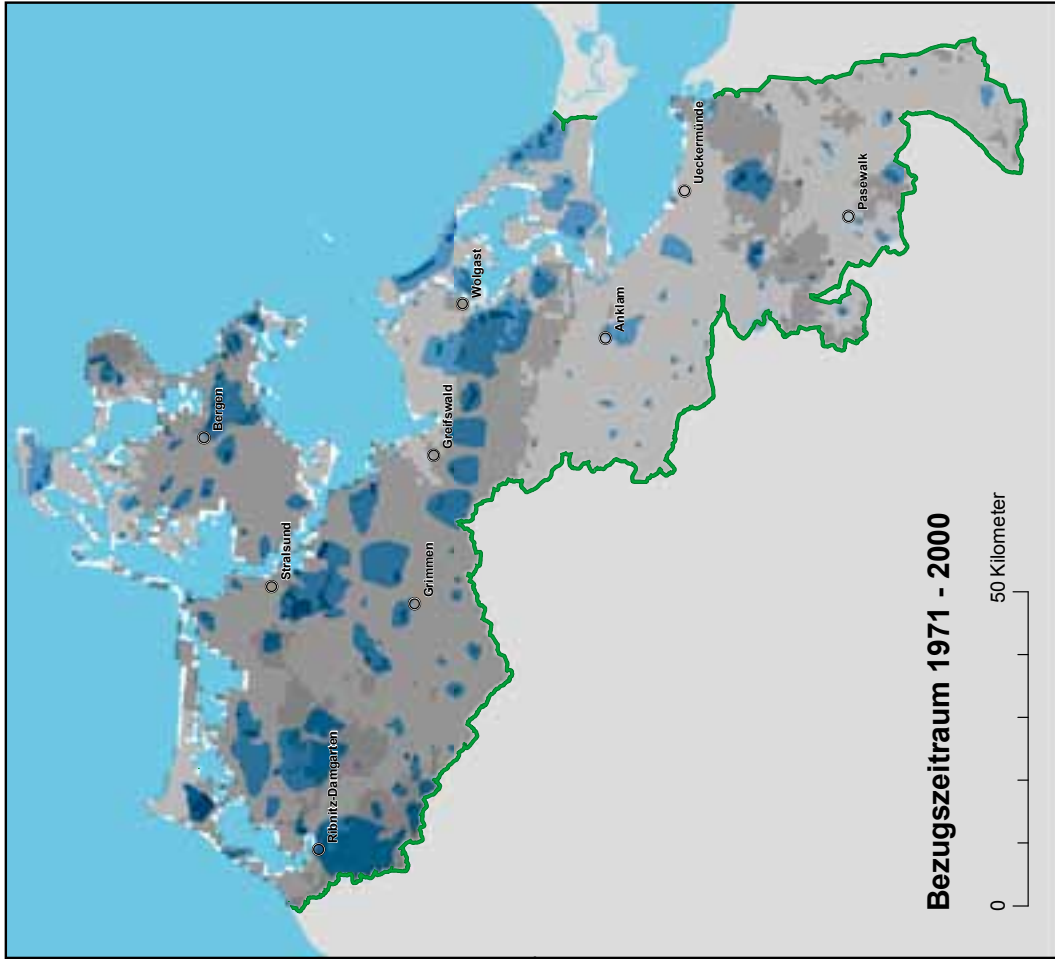 Bergen
Stralsund
Ribnitz-Damgarten
Grimmen
Greifswald
Wolgast
Anklam
Ueckermünde
Pasewalk
Bezugszeitraum 1971 - 2000
0
50 Kilometer